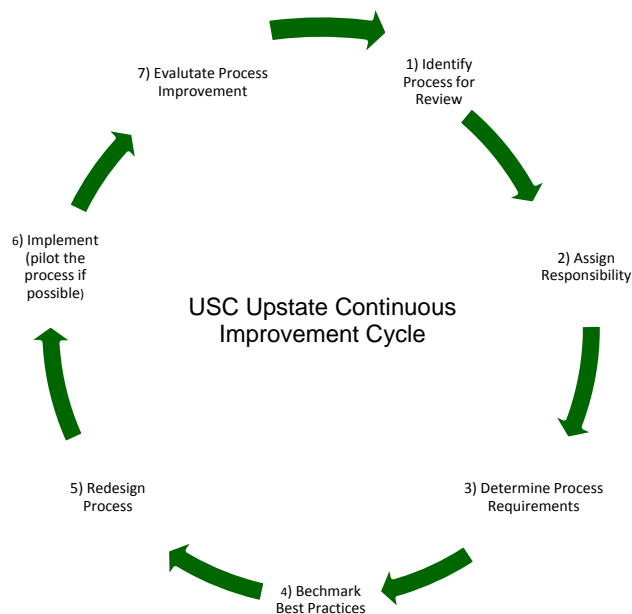 1) Identify
Process for
Review
2) Assign
Responsibility
3) Determine Process
Requirements
4) Bechmark
Best Practices
5) Redesign
Process
6) Implement
(pilot the
process if
possible)
7) Evalutate Process
Improvement
USC Upstate Continuous
Improvement Cycle